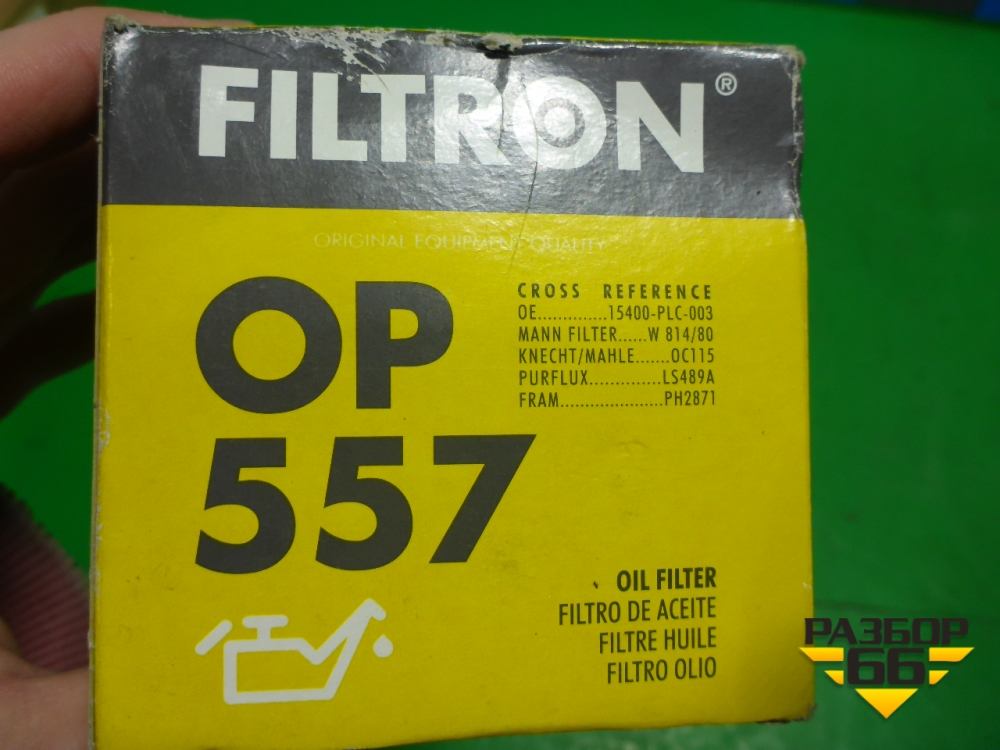 FILTRON®
ORIGINAL EQUIPMENT QUALITY
OP
557
CROSS REFERENCE
OE.............15400-PLC-003
MANN FILTER......W 814/80
KNECHT/MAHLE.......OC115
PURFLUX..............LS489A
FRAM....................PH2871
OIL FILTER
FILTRO DE ACEITE
FILTRE HUILE
FILTRO OLIO
РАЗБОР
66